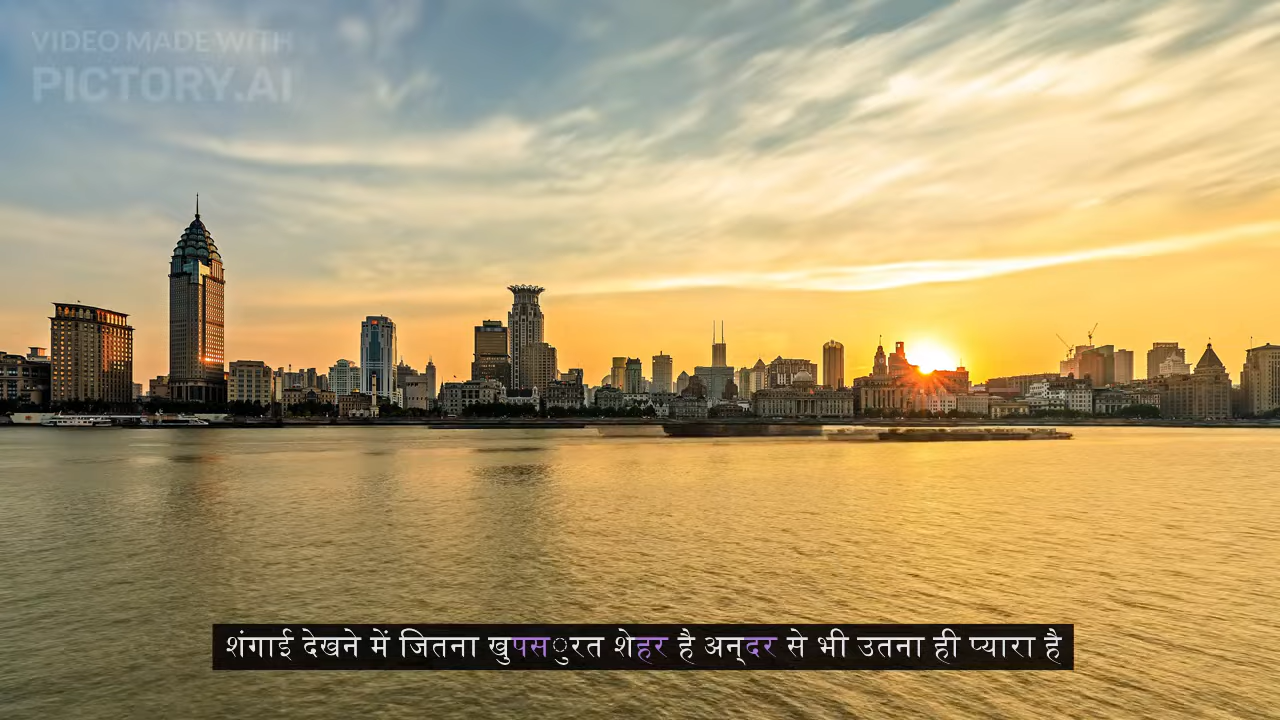 VIDEO MADE WITH
PICTORY.AI
शंगाई देखने में जितना खुपसुरत शेहर है अन्‌दर से भी उतना ही प्यारा है